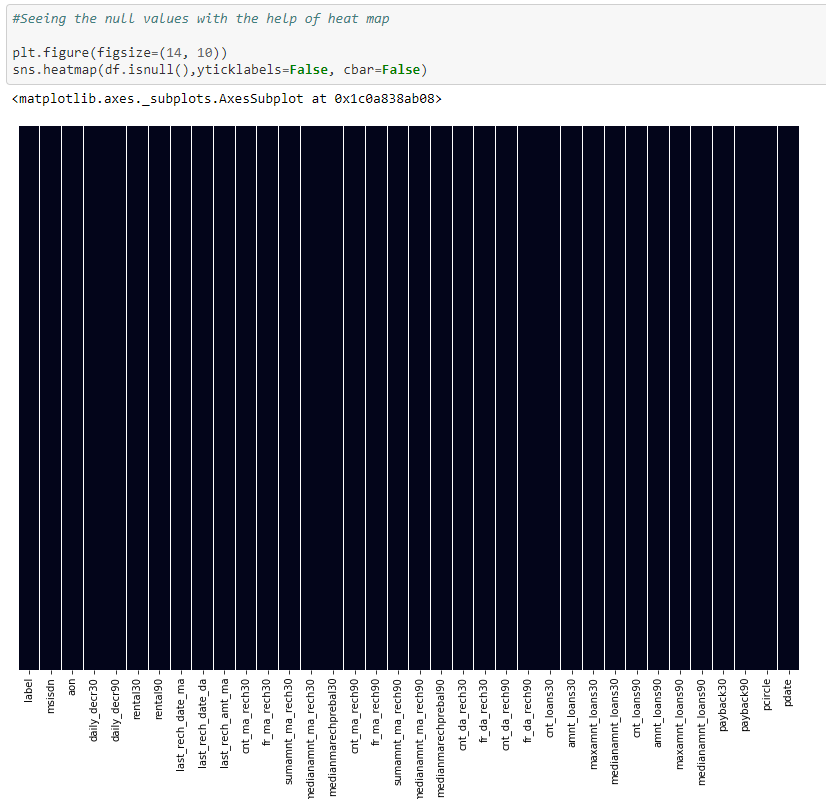 #Seeing the null values with the help of heat map
plt.figure(figsize=(14, 10))
sns.heatmap(df.isnull(),yticklabels=False, cbar=False)
<matplotlib.axes._subplots.AxesSubplot at 0x1c0a838ab08>
label
msisdn
aon
daily_decr30
daily_decr90
rental30
rental90
last_rech_date_ma
last_rech_date_da
last_rech_amt_ma
cnt_ma_rech30
fr_ma_rech30
sumamnt_ma_rech30
medianamnt_ma_rech30
medianmarechprebal30
cnt_ma_rech90
fr_ma_rech90
sumamnt_ma_rech90
medianamnt_ma_rech90
medianmarechprebal90
cnt_da_rech30
fr_da_rech30
cnt_da_rech90
fr_da_rech90
cnt_loans30
amnt_loans30
maxamnt_loans30
medianamnt_loans30
cnt_loans90
amnt_loans90
maxamnt_loans90
medianamnt_loans90
payback30
payback90
pcircle
pdate